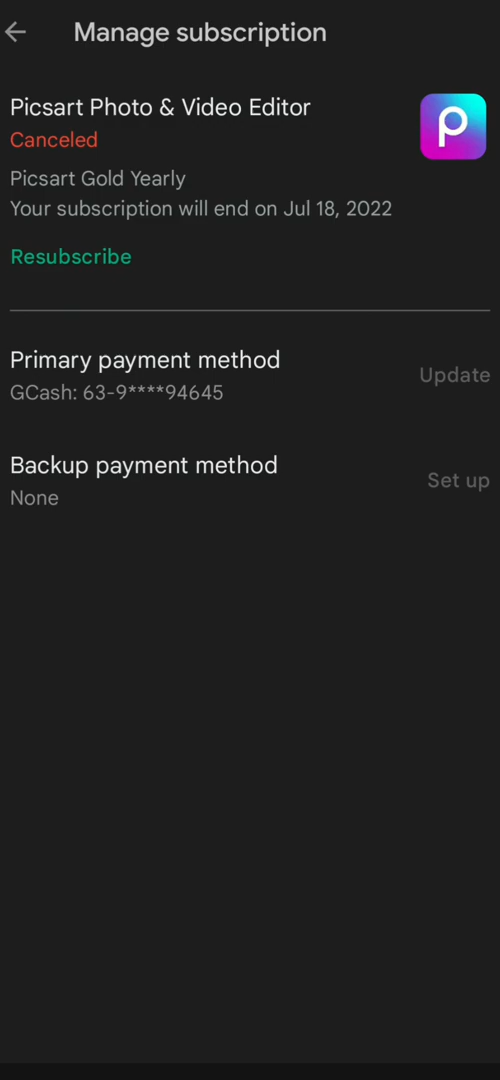 Manage subscription
Picsart Photo & Video Editor
Canceled
Picsart Gold Yearly
Your subscription will end on Jul 18, 2022
Resubscribe
Primary payment method
Update
GCash: 63-9****94645
Backup payment method
Set up
None